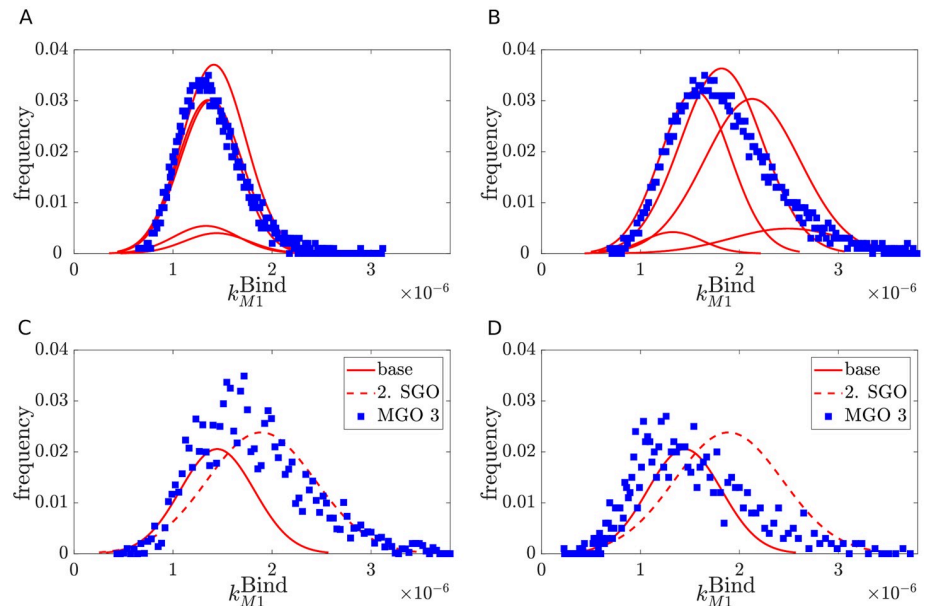 A
0.04
0.03
0.02
0.01
0
frequency
0 1 2 3
×10⁻⁶
k_{M1}^{Bind}
B
0.04
0.03
0.02
0.01
0
frequency
0 1 2 3
×10⁻⁶
k_{M1}^{Bind}
C
0.04
0.03
0.02
0.01
0
frequency
base
2. SGO
MGO 3
0 1 2 3
×10⁻⁶
k_{M1}^{Bind}
D
0.04
0.03
0.02
0.01
0
frequency
base
2. SGO
MGO 3
0 1 2 3
×10⁻⁶
k_{M1}^{Bind}